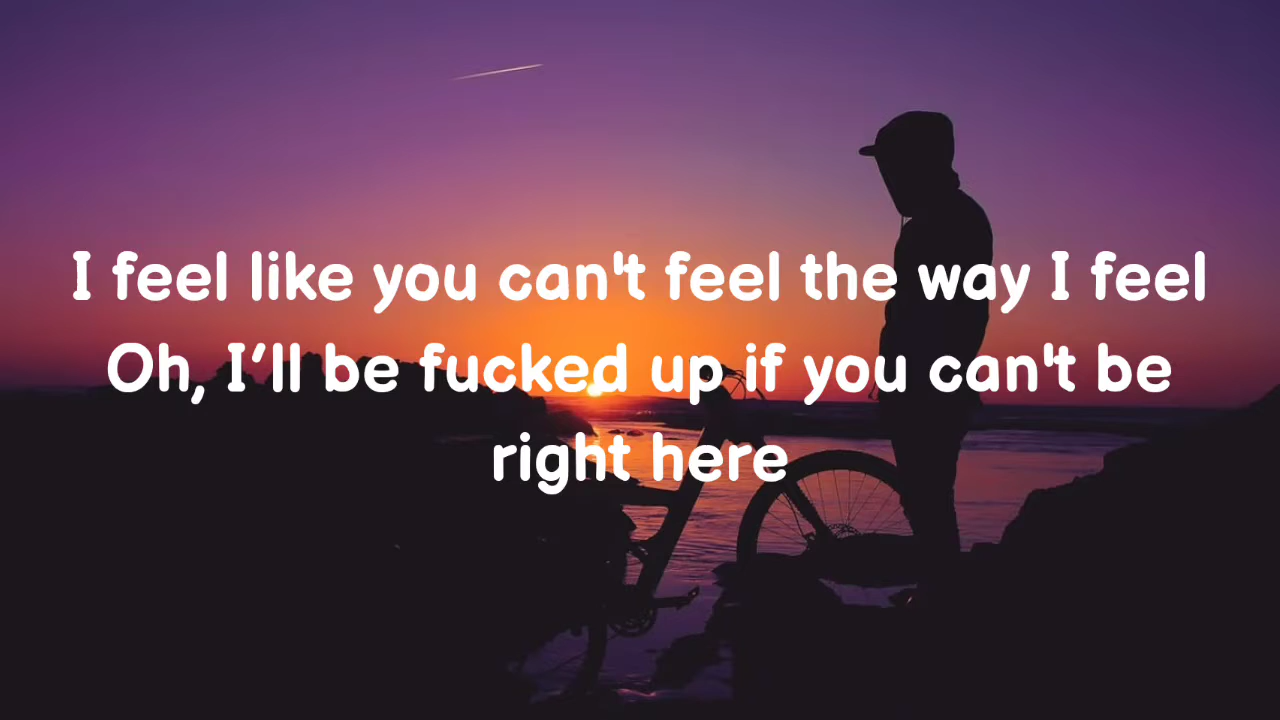 I feel like you can't feel the way I feel
Oh, I’ll be fucked up if you can't be
right here